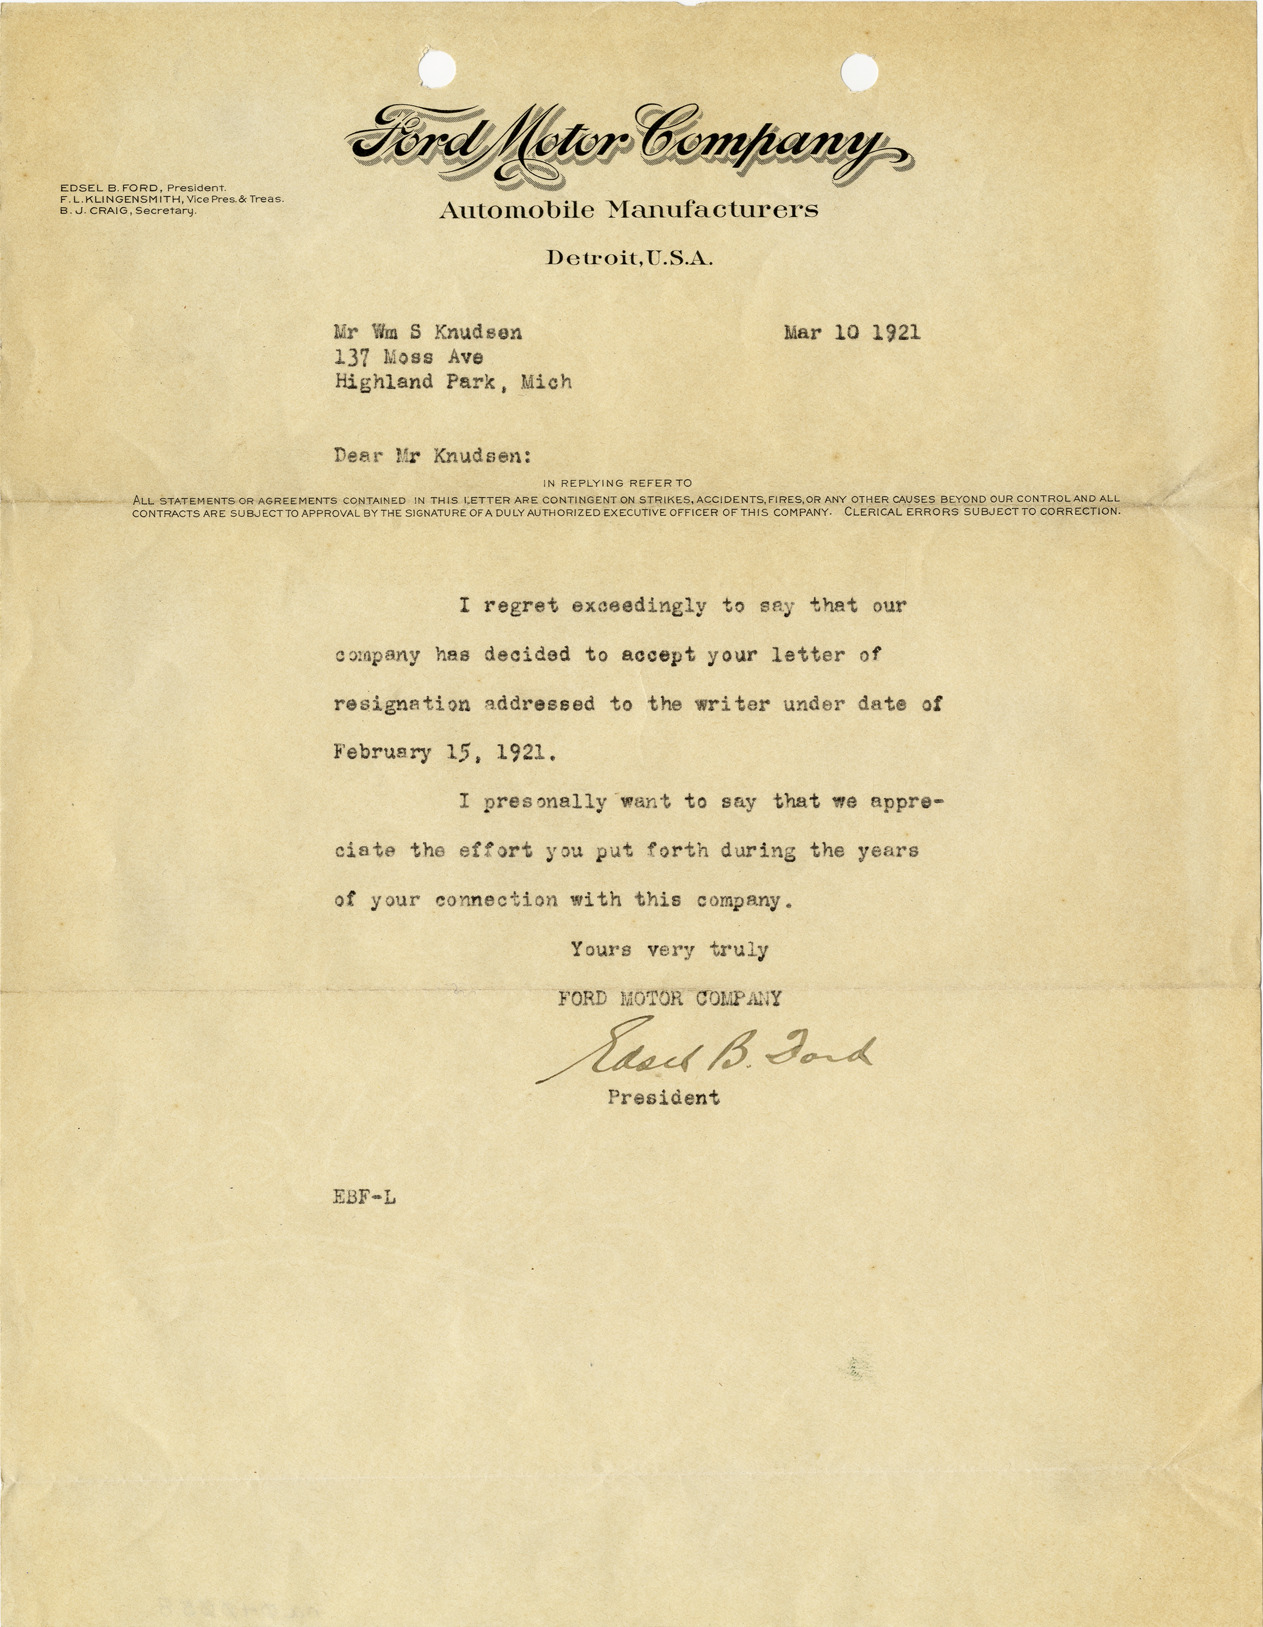 Ford Motor Company
EDSEL B. FORD, President.
F. L. KLINGENSMITH, Vice Pres. & Treas.
B. J. CRAIG, Secretary.
Automobile Manufacturers
Detroit, U.S.A.
Mr Wm S Knudsen Mar 10 1921
137 Moss Ave
Highland Park, Mich
Dear Mr Knudsen:
IN REPLYING REFER TO
ALL STATEMENTS OR AGREEMENTS CONTAINED IN THIS LETTER ARE CONTINGENT ON STRIKES, ACCIDENTS, FIRES, OR ANY OTHER CAUSES BEYOND OUR CONTROL AND ALL
CONTRACTS ARE SUBJECT TO APPROVAL BY THE SIGNATURE OF A DULY AUTHORIZED EXECUTIVE OFFICER OF THIS COMPANY. CLERICAL ERRORS SUBJECT TO CORRECTION.
I regret exceedingly to say that our
company has decided to accept your letter of
resignation addressed to the writer under date of
February 15, 1921.
I presonally want to say that we appre-
ciate the effort you put forth during the years
of your connection with this company.
Yours very truly
FORD MOTOR COMPANY
Edsel B. Ford
President
EBF-L